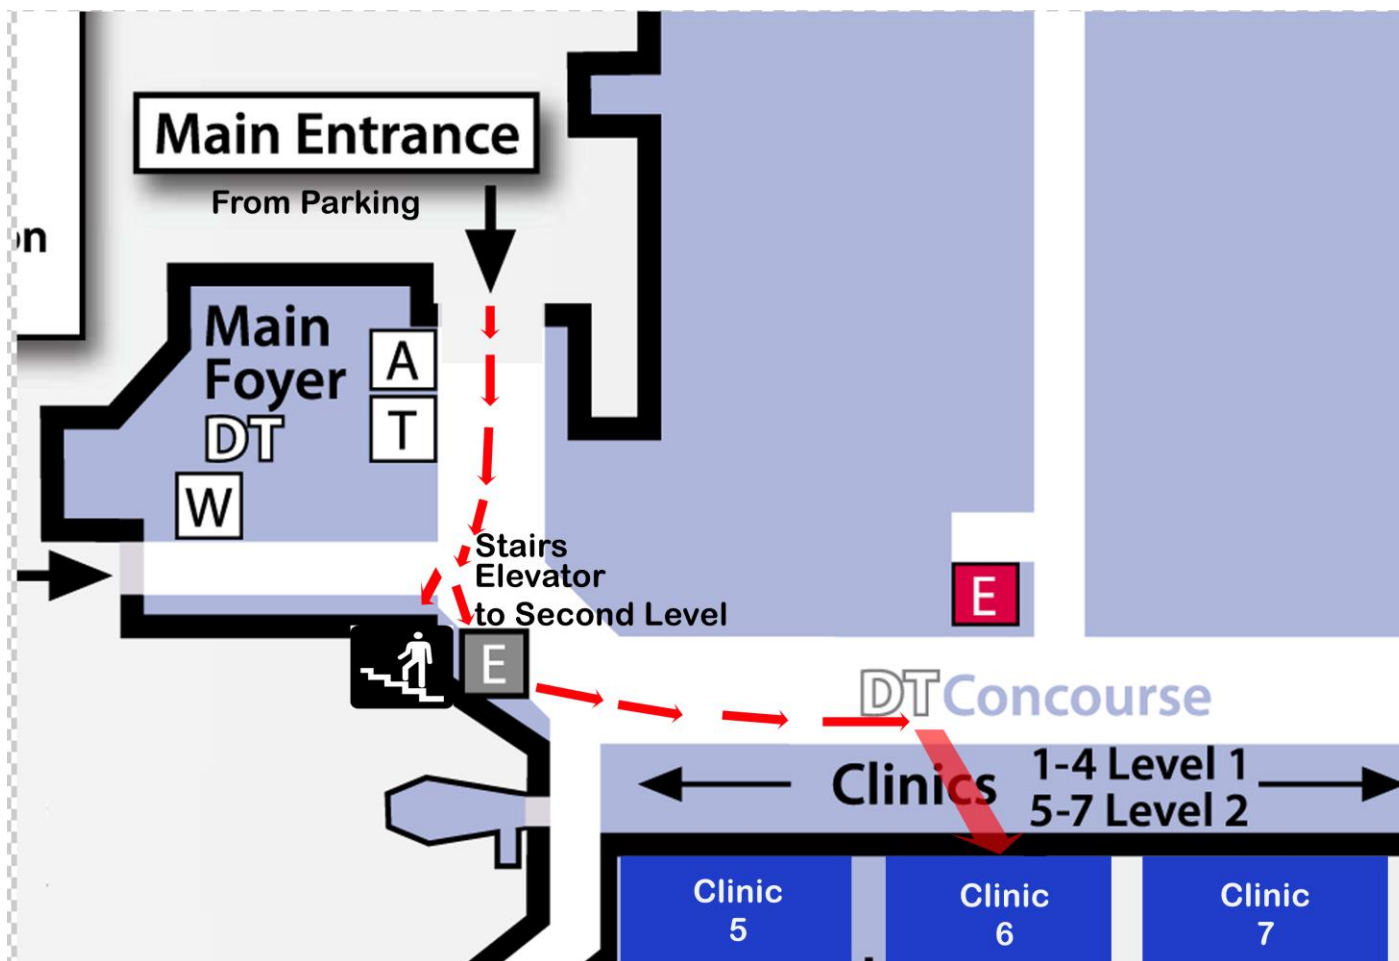 Main Entrance
From Parking
on
Main
Foyer
DT
A
T
W
Stairs
Elevator
to Second Level
E
E
DT Concourse
Clinics
1-4 Level 1
5-7 Level 2
Clinic
5
Clinic
6
Clinic
7